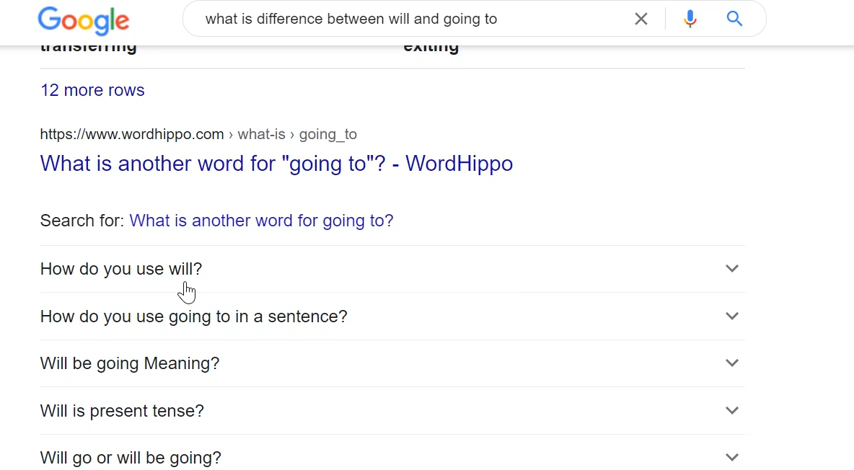 Google
what is difference between will and going to
transferring exiting
12 more rows
https://www.wordhippo.com › what-is › going_to
What is another word for "going to"? - WordHippo
Search for: What is another word for going to?
How do you use will?
How do you use going to in a sentence?
Will be going Meaning?
Will is present tense?
Will go or will be going?